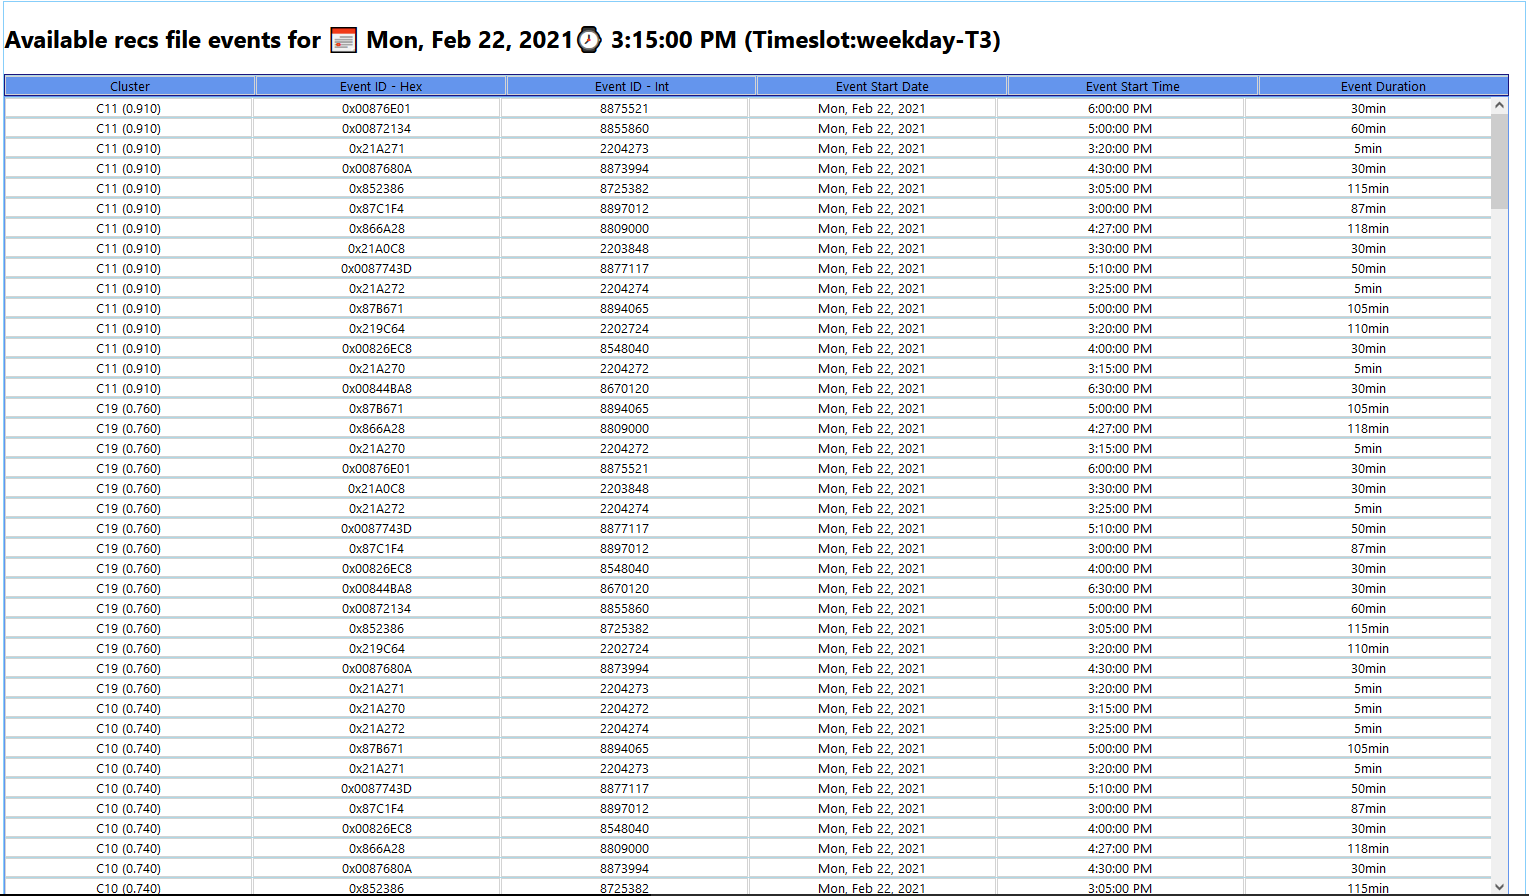 Available recs file events for Mon, Feb 22, 2021 3:15:00 PM (Timeslot:weekday-T3)
Cluster Event ID - Hex Event ID - Int Event Start Date Event Start Time Event Duration
C11 (0.910) 0x00876E01 8875521 Mon, Feb 22, 2021 6:00:00 PM 30min
C11 (0.910) 0x00872134 8855860 Mon, Feb 22, 2021 5:00:00 PM 60min
C11 (0.910) 0x21A271 2204273 Mon, Feb 22, 2021 3:20:00 PM 5min
C11 (0.910) 0x0087680A 8873994 Mon, Feb 22, 2021 4:30:00 PM 30min
C11 (0.910) 0x852386 8725382 Mon, Feb 22, 2021 3:05:00 PM 115min
C11 (0.910) 0x87C1F4 8897012 Mon, Feb 22, 2021 3:00:00 PM 87min
C11 (0.910) 0x866A28 8809000 Mon, Feb 22, 2021 4:27:00 PM 118min
C11 (0.910) 0x21A0C8 2203848 Mon, Feb 22, 2021 3:30:00 PM 30min
C11 (0.910) 0x0087743D 8877117 Mon, Feb 22, 2021 5:10:00 PM 50min
C11 (0.910) 0x21A272 2204274 Mon, Feb 22, 2021 3:25:00 PM 5min
C11 (0.910) 0x87B671 8894065 Mon, Feb 22, 2021 5:00:00 PM 105min
C11 (0.910) 0x219C64 2202724 Mon, Feb 22, 2021 3:20:00 PM 110min
C11 (0.910) 0x00826EC8 8548040 Mon, Feb 22, 2021 4:00:00 PM 30min
C11 (0.910) 0x21A270 2204272 Mon, Feb 22, 2021 3:15:00 PM 5min
C11 (0.910) 0x00844BA8 8670120 Mon, Feb 22, 2021 6:30:00 PM 30min
C19 (0.760) 0x87B671 8894065 Mon, Feb 22, 2021 5:00:00 PM 105min
C19 (0.760) 0x866A28 8809000 Mon, Feb 22, 2021 4:27:00 PM 118min
C19 (0.760) 0x21A270 2204272 Mon, Feb 22, 2021 3:15:00 PM 5min
C19 (0.760) 0x00876E01 8875521 Mon, Feb 22, 2021 6:00:00 PM 30min
C19 (0.760) 0x21A0C8 2203848 Mon, Feb 22, 2021 3:30:00 PM 30min
C19 (0.760) 0x21A272 2204274 Mon, Feb 22, 2021 3:25:00 PM 5min
C19 (0.760) 0x0087743D 8877117 Mon, Feb 22, 2021 5:10:00 PM 50min
C19 (0.760) 0x87C1F4 8897012 Mon, Feb 22, 2021 3:00:00 PM 87min
C19 (0.760) 0x00826EC8 8548040 Mon, Feb 22, 2021 4:00:00 PM 30min
C19 (0.760) 0x00844BA8 8670120 Mon, Feb 22, 2021 6:30:00 PM 30min
C19 (0.760) 0x00872134 8855860 Mon, Feb 22, 2021 5:00:00 PM 60min
C19 (0.760) 0x852386 8725382 Mon, Feb 22, 2021 3:05:00 PM 115min
C19 (0.760) 0x219C64 2202724 Mon, Feb 22, 2021 3:20:00 PM 110min
C19 (0.760) 0x0087680A 8873994 Mon, Feb 22, 2021 4:30:00 PM 30min
C19 (0.760) 0x21A271 2204273 Mon, Feb 22, 2021 3:20:00 PM 5min
C10 (0.740) 0x21A270 2204272 Mon, Feb 22, 2021 3:15:00 PM 5min
C10 (0.740) 0x21A272 2204274 Mon, Feb 22, 2021 3:25:00 PM 5min
C10 (0.740) 0x87B671 8894065 Mon, Feb 22, 2021 5:00:00 PM 105min
C10 (0.740) 0x21A271 2204273 Mon, Feb 22, 2021 3:20:00 PM 5min
C10 (0.740) 0x0087743D 8877117 Mon, Feb 22, 2021 5:10:00 PM 50min
C10 (0.740) 0x87C1F4 8897012 Mon, Feb 22, 2021 3:00:00 PM 87min
C10 (0.740) 0x00826EC8 8548040 Mon, Feb 22, 2021 4:00:00 PM 30min
C10 (0.740) 0x866A28 8809000 Mon, Feb 22, 2021 4:27:00 PM 118min
C10 (0.740) 0x0087680A 8873994 Mon, Feb 22, 2021 4:30:00 PM 30min
C10 (0.740) 0x852386 8725382 Mon, Feb 22, 2021 3:05:00 PM 115min